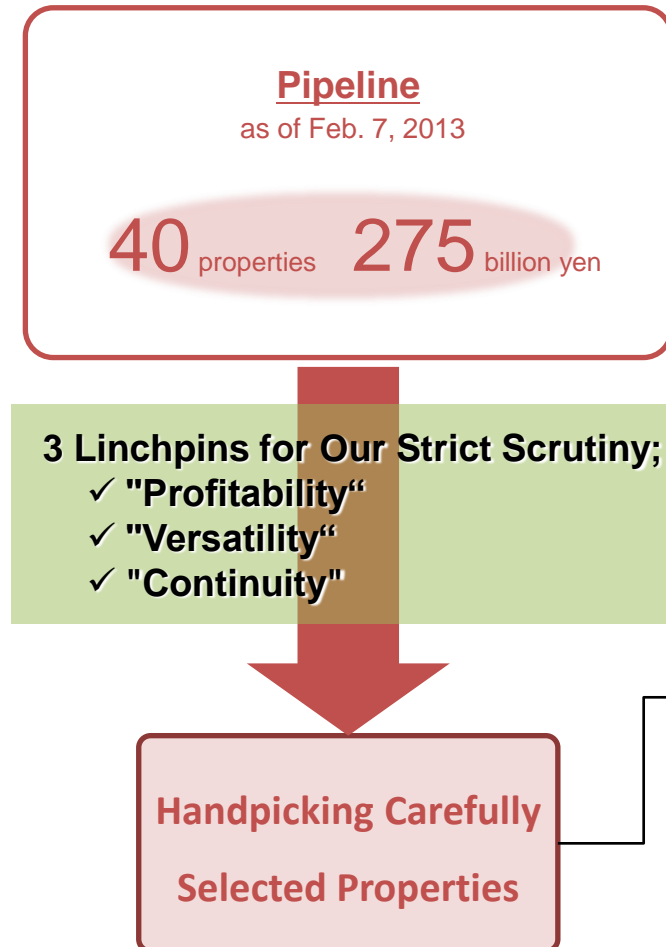 Pipeline
as of Feb. 7, 2013
40 properties 275 billion yen
3 Linchpins for Our Strict Scrutiny;
✓ "Profitability“
✓ "Versatility“
✓ "Continuity"
Handpicking Carefully
Selected Properties